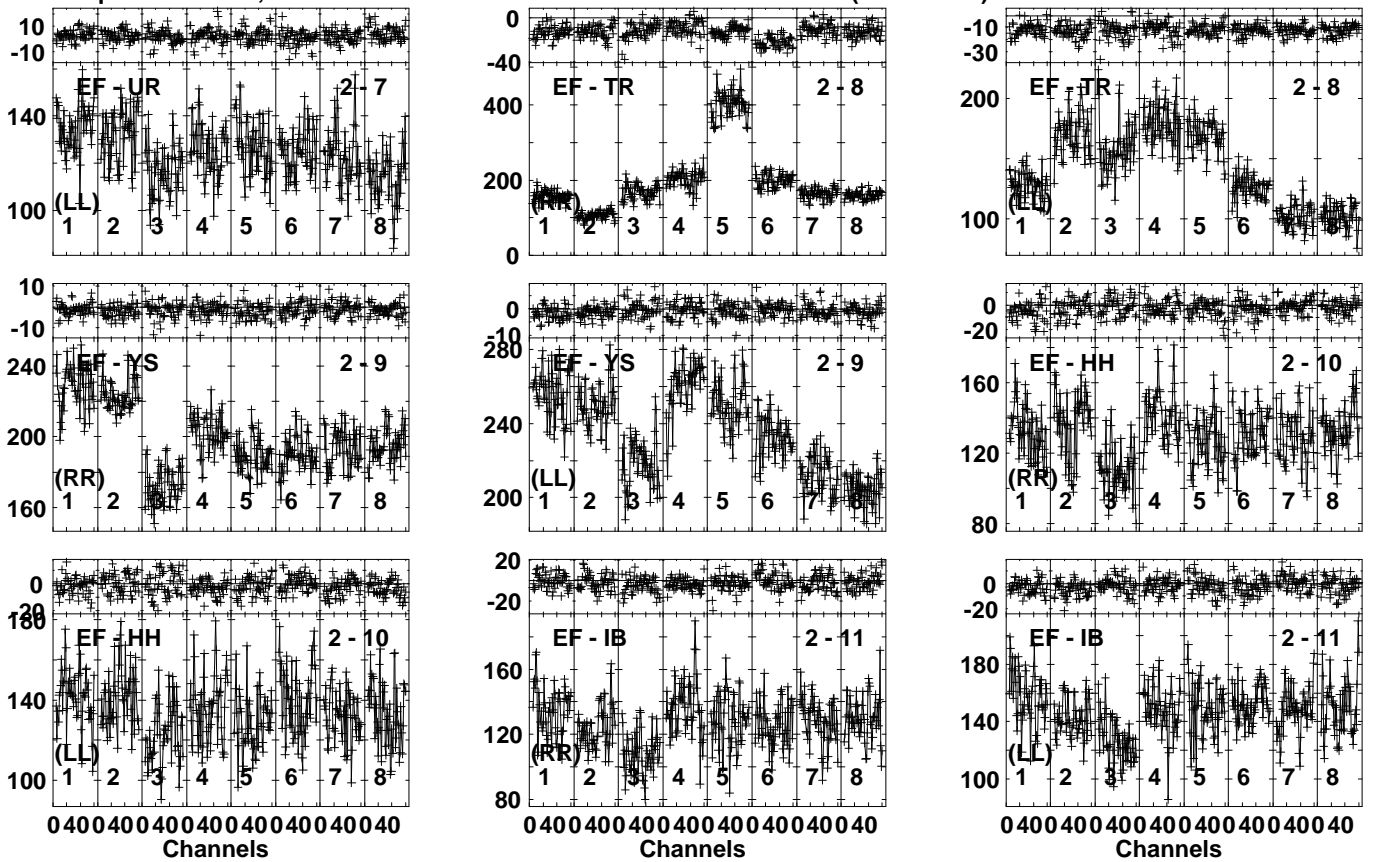 10 0 -10
-10 -40 -30
EF - UR 2 - 7 EF - TR 2 - 8 EF - TR 2 - 8
140 400 200
200
100 (LL) (RR) 100 (LL)
1 2 3 4 5 6 7 8 1 2 3 4 5 6 7 8 1 2 3 4 5 6 7 8
0
10 0 0
-10 -10 -20
EF - YS 2 - 9 EF - YS 2 - 9 EF - HH 2 - 10
240 280 160
200 240 120
(RR) (LL) (RR)
160 200 80
1 2 3 4 5 6 7 8 1 2 3 4 5 6 7 8 1 2 3 4 5 6 7 8
0 20 0
-20 -20 -20
180 EF - HH 2 - 10 EF - IB 2 - 11 EF - IB 2 - 11
140 160 180
120 140
(LL) (RR) (LL)
100 80 100
1 2 3 4 5 6 7 8 1 2 3 4 5 6 7 8 1 2 3 4 5 6 7 8
0 40 0 40 0 40 0 40 0 40 0 40 0 40 0 40 0 40 0 40 0 40 0 40 0 40 0 40 0 40 0 40 0 40 0 40 0 40 0 40 0 40 0 40 0 40 0 40
Channels Channels Channels